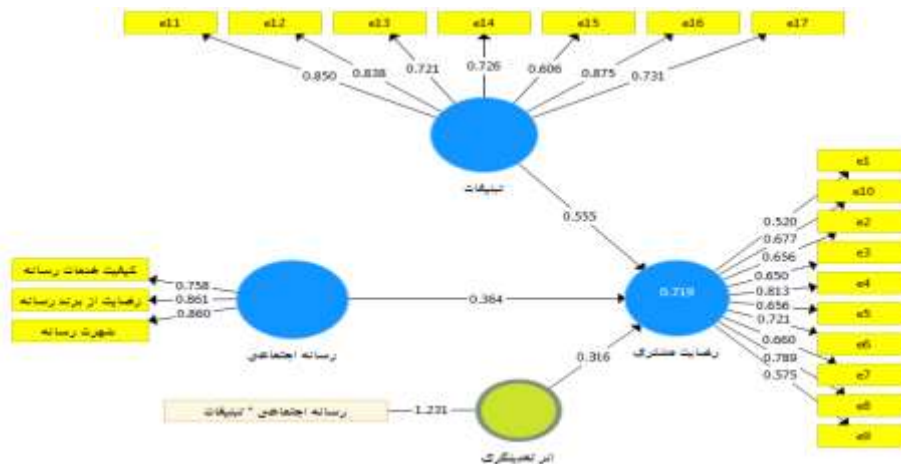 e11 e12 e13 e14 e15 e16 e17
0.850 0.838 0.721 0.726 0.606 0.875 0.731
تبلیغات
0.555
e1
e10
e2
e3
e4
e5
e6
e7
e8
e9
0.520
0.677
0.656
0.650
0.813
0.656
0.721
0.660
0.789
0.575
0.719
رضایت مشتری
کیفیت خدمات رسانه
رضایت از برند رسانه
شهرت رسانه
0.758
0.861
0.860
رسانه اجتماعی
0.364
0.316
رسانه اجتماعی * تبلیغات
1.231
اثر تعدیلگری